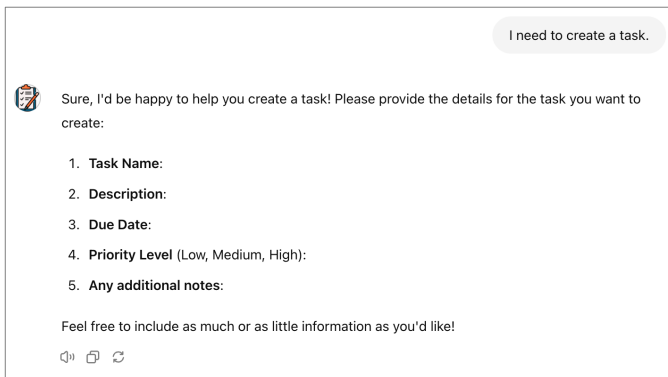 I need to create a task.
Sure, I'd be happy to help you create a task! Please provide the details for the task you want to
create:
1. Task Name:
2. Description:
3. Due Date:
4. Priority Level (Low, Medium, High):
5. Any additional notes:
Feel free to include as much or as little information as you'd like!